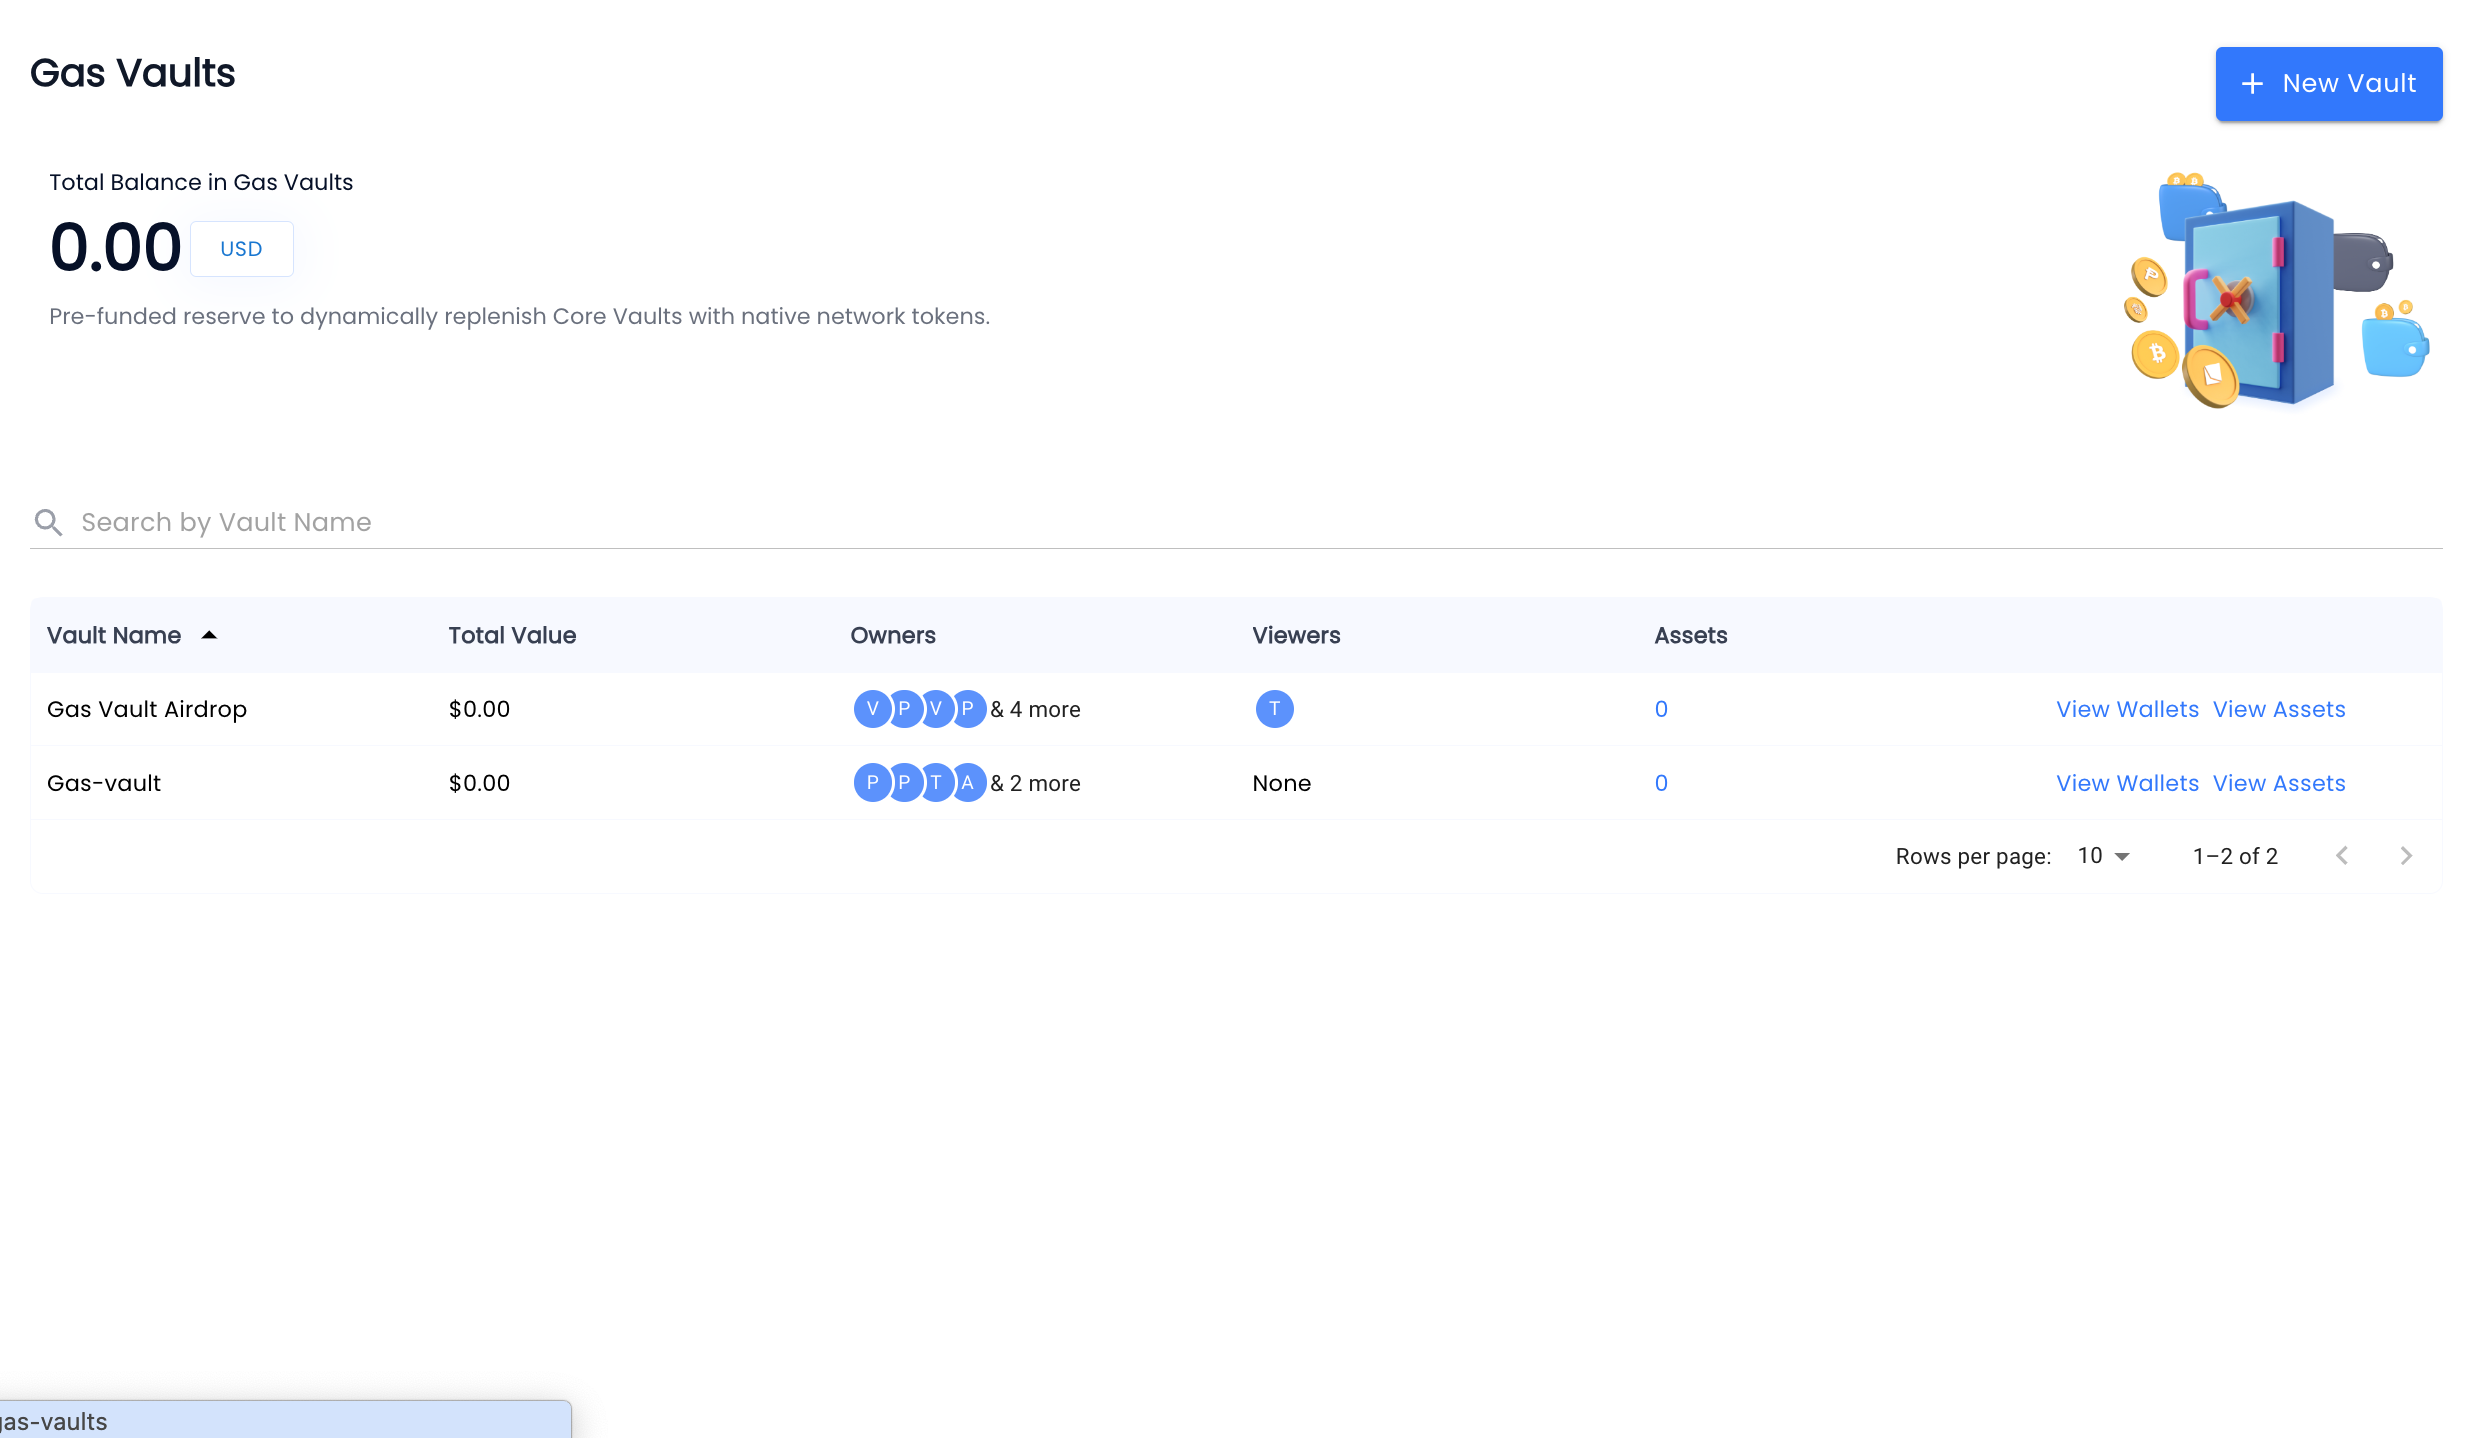 Gas Vaults
+ New Vault
Total Balance in Gas Vaults
0.00 USD
Pre-funded reserve to dynamically replenish Core Vaults with native network tokens.
Search by Vault Name
Vault Name Total Value Owners Viewers Assets
Gas Vault Airdrop $0.00 V P V P & 4 more T 0 View Wallets View Assets
Gas-vault $0.00 P P T A & 2 more None 0 View Wallets View Assets
Rows per page: 10 1–2 of 2
gas-vaults